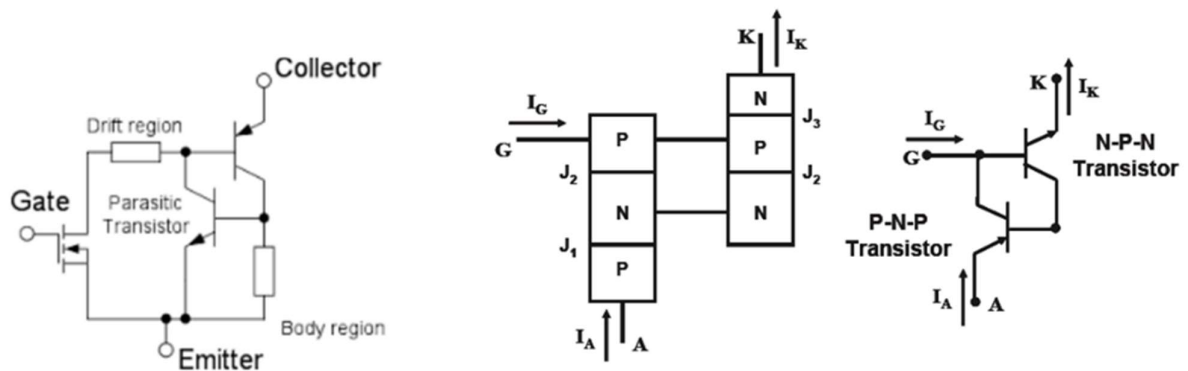 Collector
Drift region
Gate
Parasitic
Transistor
Body region
Emitter
K
I_K
I_G
G
P
N
J_3
P
J_2
J_2
N
N
J_1
P
I_A
A
K
I_K
I_G
G
N-P-N
Transistor
P-N-P
Transistor
I_A
A